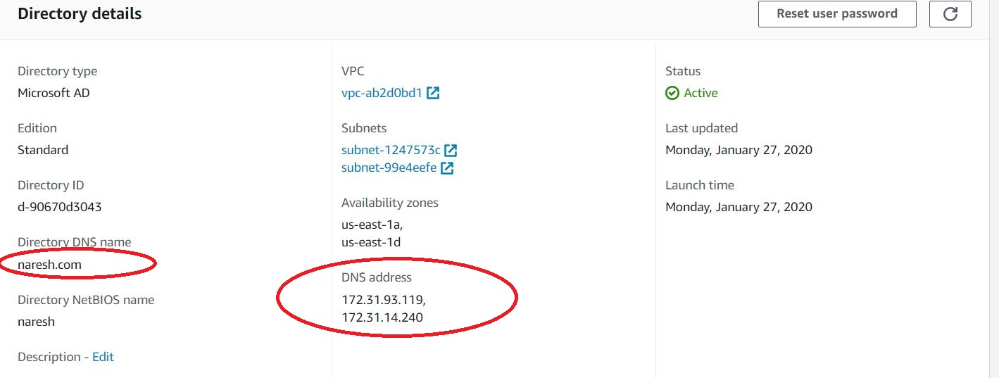 Directory details
Reset user password
Directory type
Microsoft AD
Edition
Standard
Directory ID
d-90670d3043
Directory DNS name
naresh.com
Directory NetBIOS name
naresh
Description - Edit
VPC
vpc-ab2d0bd1
Subnets
subnet-1247573c
subnet-99e4eefe
Availability zones
us-east-1a,
us-east-1d
DNS address
172.31.93.119,
172.31.14.240
Status
Active
Last updated
Monday, January 27, 2020
Launch time
Monday, January 27, 2020